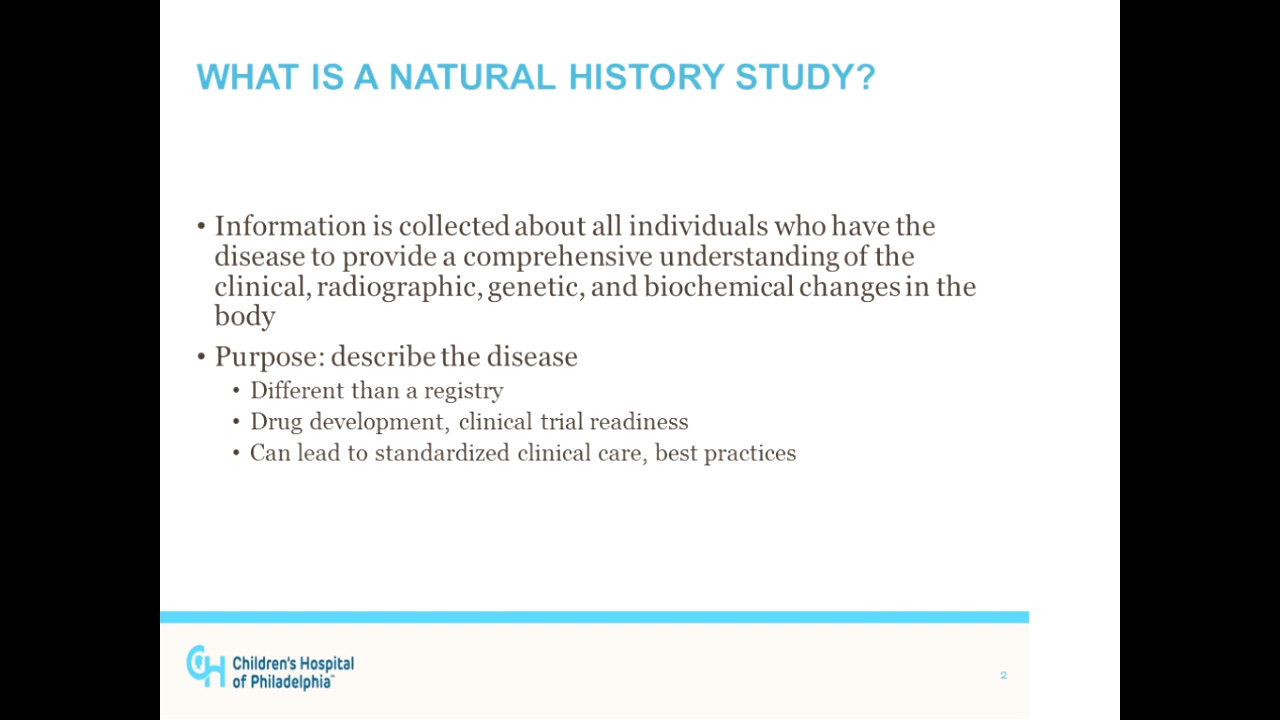 WHAT IS A NATURAL HISTORY STUDY?
• Information is collected about all individuals who have the
disease to provide a comprehensive understanding of the
clinical, radiographic, genetic, and biochemical changes in the
body
• Purpose: describe the disease
• Different than a registry
• Drug development, clinical trial readiness
• Can lead to standardized clinical care, best practices
CH Children's Hospital
of Philadelphia™
2